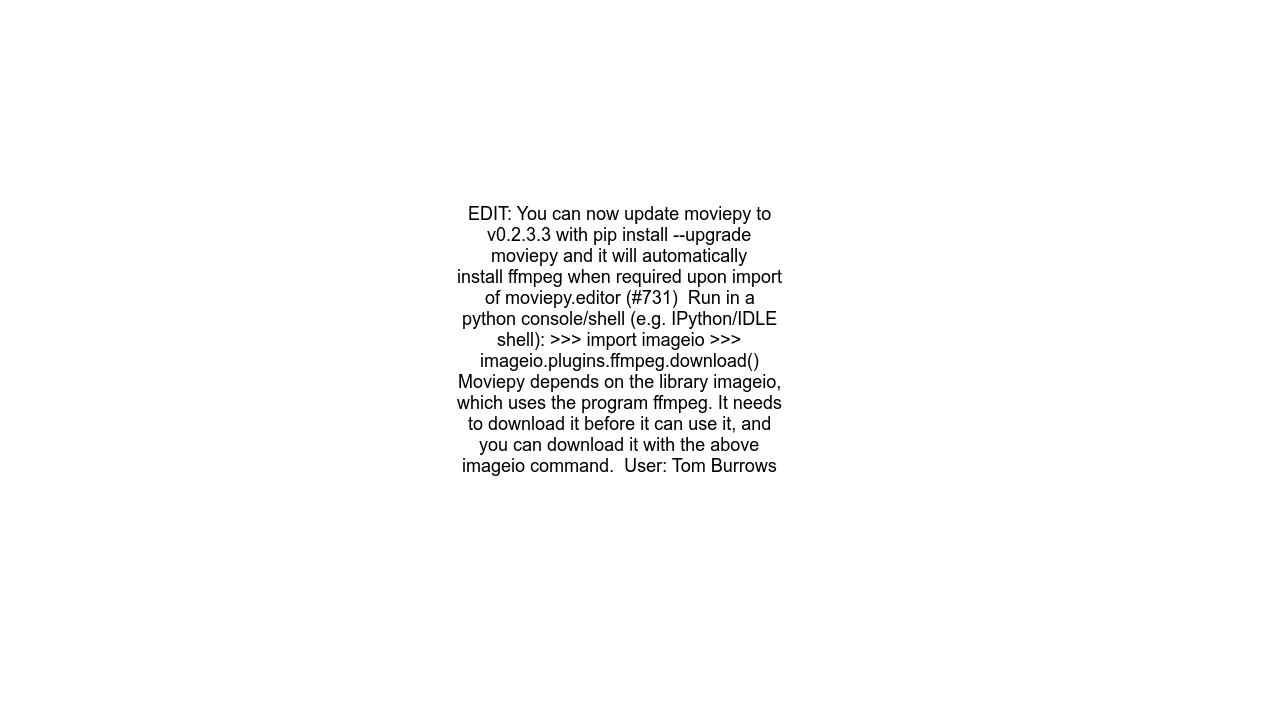 EDIT: You can now update moviepy to
v0.2.3.3 with pip install --upgrade
moviepy and it will automatically
install ffmpeg when required upon import
of moviepy.editor (#731)  Run in a
python console/shell (e.g. IPython/IDLE
shell): >>> import imageio >>>
imageio.plugins.ffmpeg.download()
Moviepy depends on the library imageio,
which uses the program ffmpeg. It needs
to download it before it can use it, and
you can download it with the above
imageio command.  User: Tom Burrows